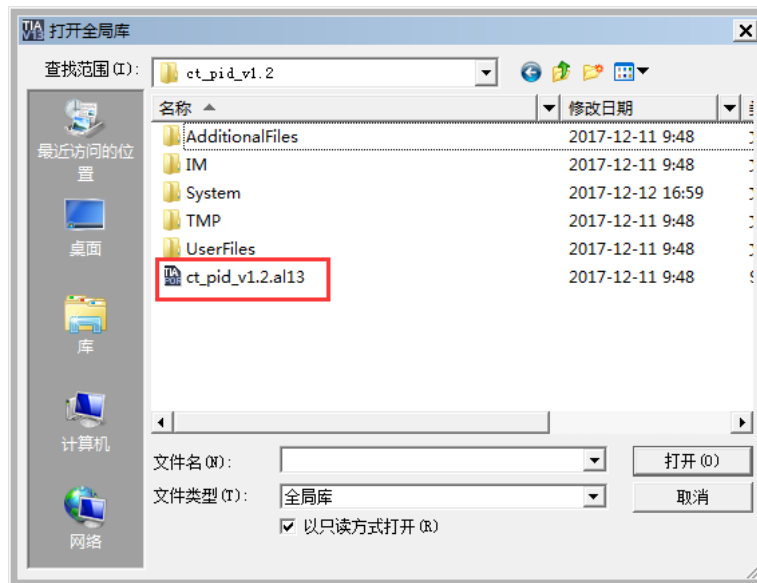 打开全局库
查找范围(I):
ct_pid_v1.2
名称
修改日期
AdditionalFiles
2017-12-11 9:48
IM
2017-12-11 9:48
System
2017-12-12 16:59
TMP
2017-12-11 9:48
UserFiles
2017-12-11 9:48
ct_pid_v1.2.al13
2017-12-11 9:48
最近访问的位
置
桌面
库
计算机
网络
文件名(N):
打开(O)
文件类型(T):
全局库
取消
以只读方式打开(R)